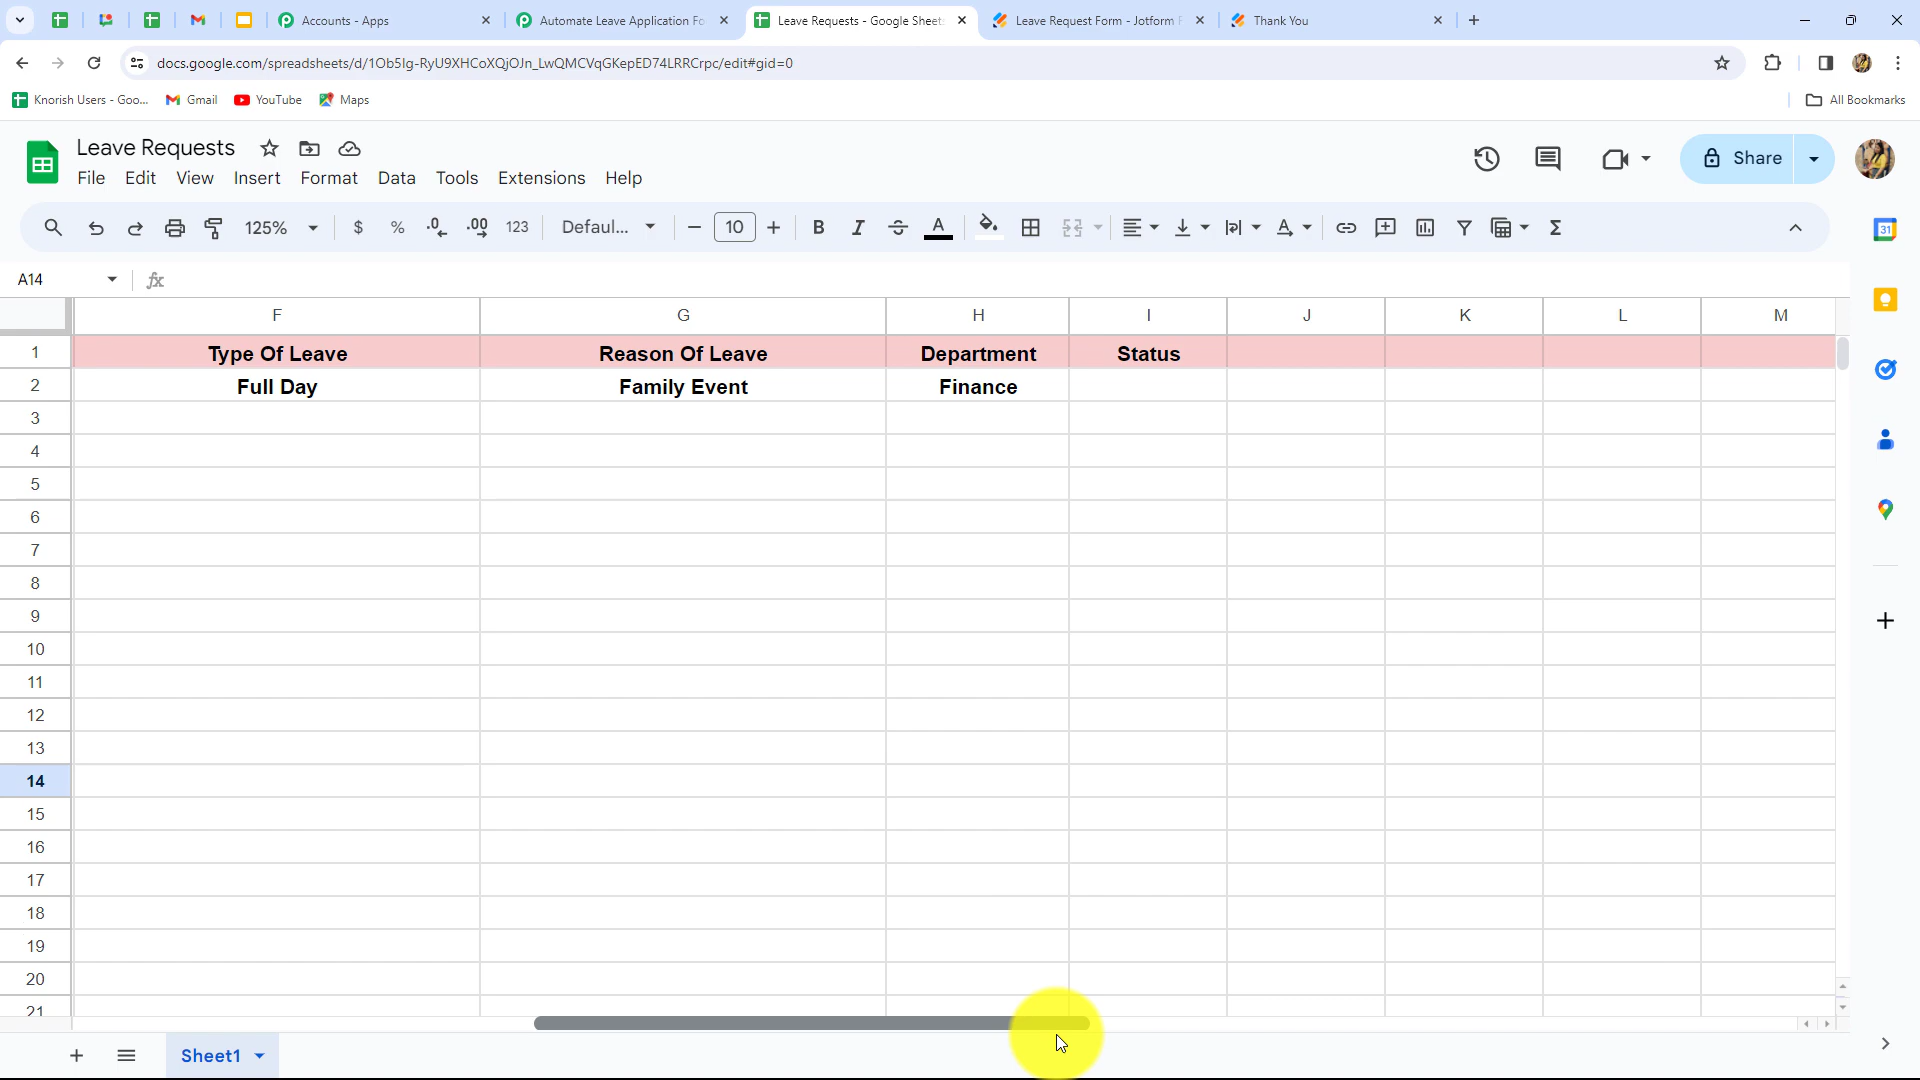 Accounts - Apps
Automate Leave Application Fo
Leave Requests - Google Sheet
Leave Request Form - Jotform
Thank You
docs.google.com/spreadsheets/d/1Ob5lg-RyU9XHCoXQjOJn_LwQMCVqGKepED74LRRCrpc/edit#gid=0
Knorish Users - Goo...
Gmail
YouTube
Maps
All Bookmarks
Leave Requests
File Edit View Insert Format Data Tools Extensions Help
Share
125% $ % .0 .00 123 Defaul... 10 B I S A Σ
31
A14 fx
F G H I J K L M
1 Type Of Leave Reason Of Leave Department Status
2 Full Day Family Event Finance
3
4
5
6
7
8
9
10
11
12
13
14
15
16
17
18
19
20
21
Sheet1